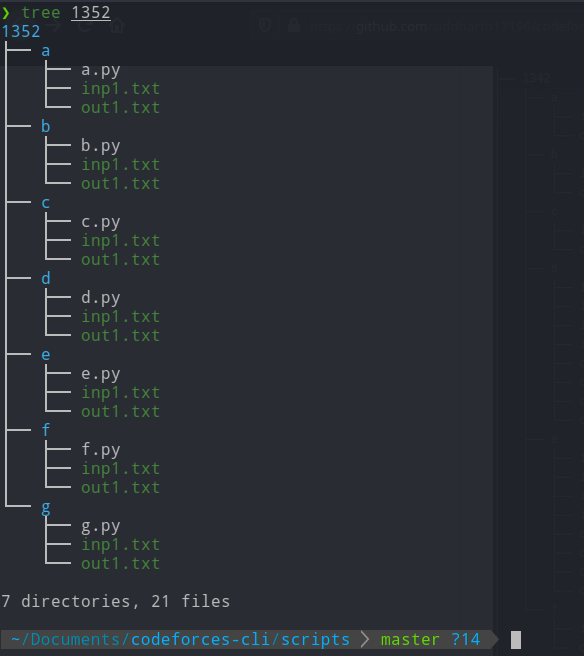 ❯ tree 1352
1352
├── a
│   ├── a.py
│   ├── inp1.txt
│   └── out1.txt
├── b
│   ├── b.py
│   ├── inp1.txt
│   └── out1.txt
├── c
│   ├── c.py
│   ├── inp1.txt
│   └── out1.txt
├── d
│   ├── d.py
│   ├── inp1.txt
│   └── out1.txt
├── e
│   ├── e.py
│   ├── inp1.txt
│   └── out1.txt
├── f
│   ├── f.py
│   ├── inp1.txt
│   └── out1.txt
└── g
    ├── g.py
    ├── inp1.txt
    └── out1.txt
7 directories, 21 files
~/Documents/codeforces-cli/scripts master ?14